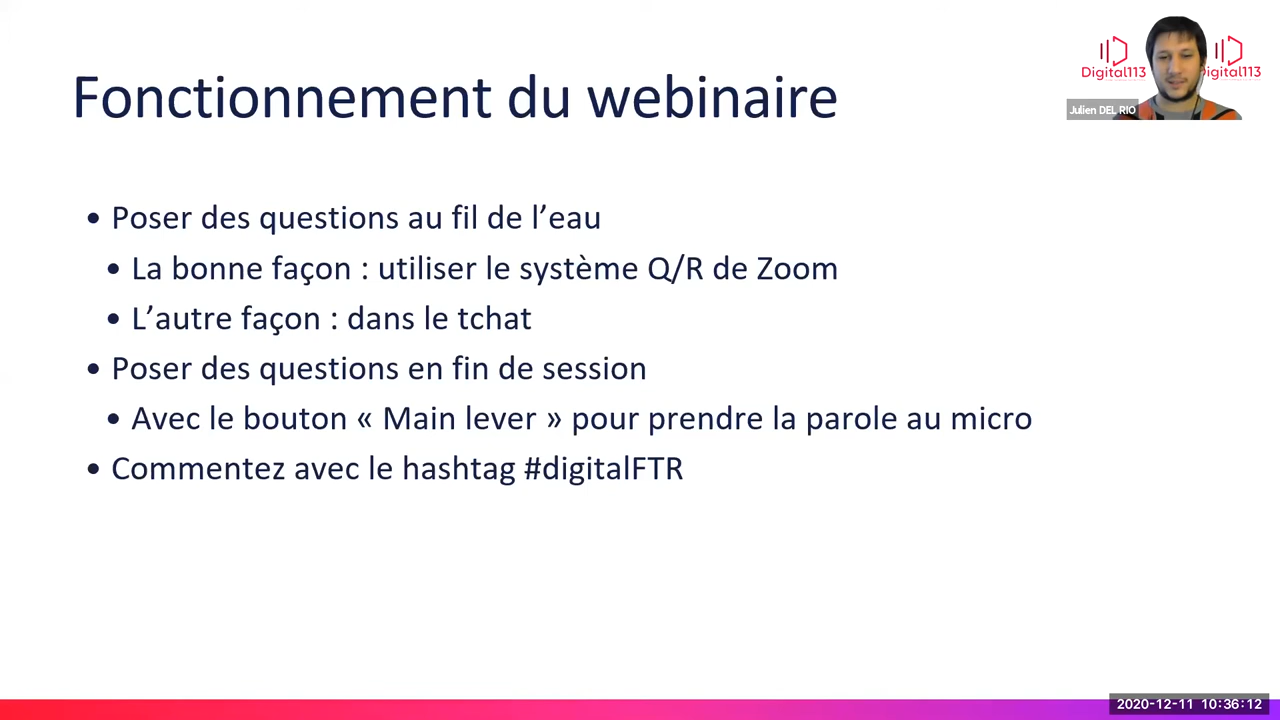 Fonctionnement du webinaire
Digital113
Digital113
Julien DEL RIO
• Poser des questions au fil de l’eau
• La bonne façon : utiliser le système Q/R de Zoom
• L’autre façon : dans le tchat
• Poser des questions en fin de session
• Avec le bouton « Main lever » pour prendre la parole au micro
• Commentez avec le hashtag #digitalFTR
2020-12-11 10:36:12